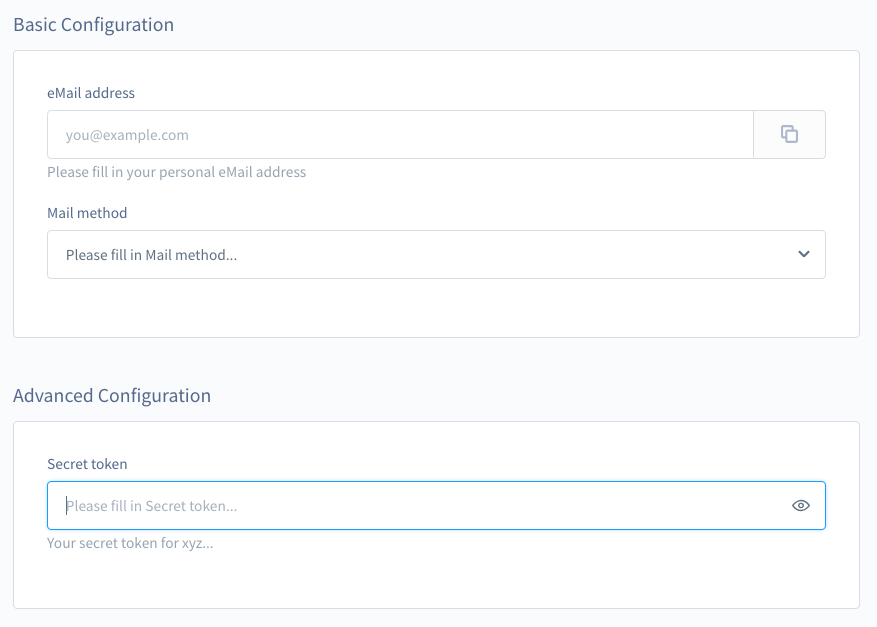 Basic Configuration
eMail address
you@example.com
Please fill in your personal eMail address
Mail method
Please fill in Mail method...
Advanced Configuration
Secret token
Please fill in Secret token...
Your secret token for xyz...